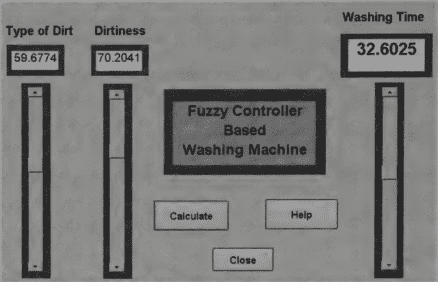 Washing Time
Type of Dirt Dirtiness
59.6774 70.2041 32.6025
Fuzzy Controller
Based
Washing Machine
Calculate Help
Close